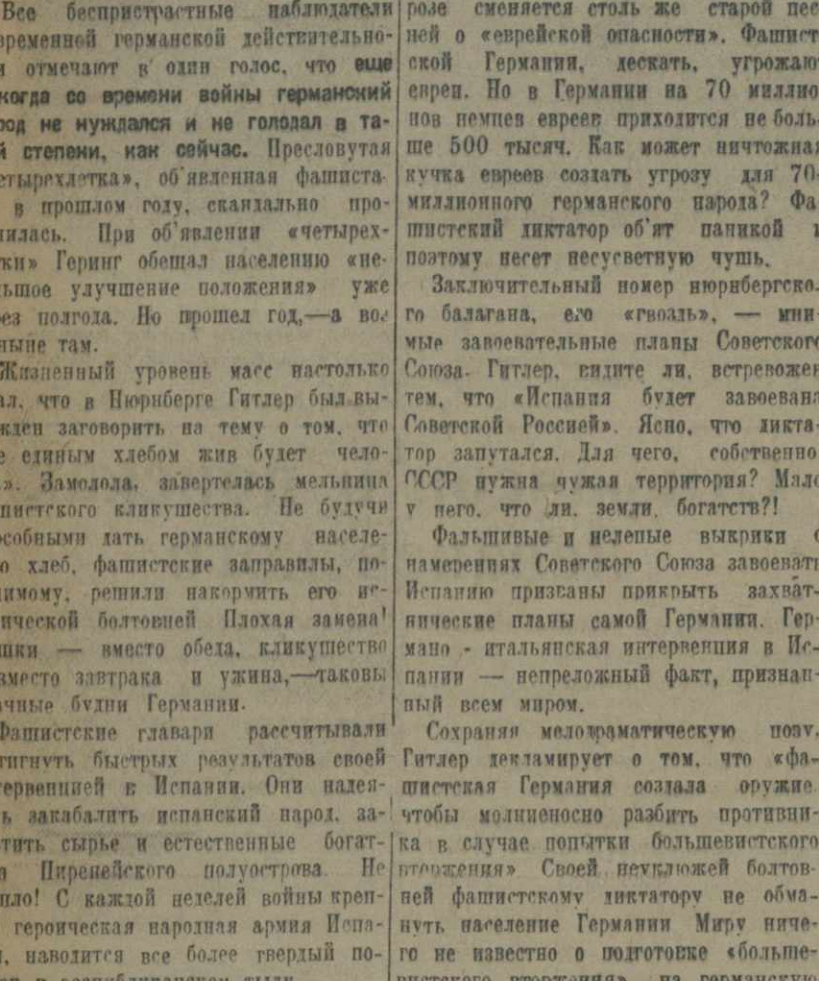 Все беспристрастные наблюдатели
временной германской действительно-
и отмечают в один голос, что еще
когда со времени войны германский
род не нуждался и не голодал в та-
й степени, как сейчас. Пресловутая
етырехлетка», об'явленная фашиста-
в прошлом году, скандально про-
лилась. При об'явлении «четырех-
тки» Геринг обещал населению «не-
льшое улучшение положения» уже
ез полгода. Но прошел год,—а воз
ныне там.
Жизненный уровень масс настолько
ал, что в Нюрнберге Гитлер был вы-
жден заговорить на тему о том, что
е единым хлебом жив будет чело-
». Замолола, завертелась мельница
шистского кликушества. Не будучи
особными дать германскому населе-
ю хлеб, фашистские заправилы, по-
димому, решили накормить его ис-
рической болтовней Плохая замена!
шки — вместо обеда, кликушество
вместо завтрака и ужина,—таковы
ачные будни Германии.
Фашистские главари рассчитывали
тигнуть быстрых результатов своей
тервенцией в Испании. Они надея-
ь закабалить испанский народ, за-
тить сырье и естественные богат-
а Пиренейского полуострова. Не
шло! С каждой неделей войны креп-
героическая народная армия Испа-
и, наводится все более твердый по-
розе сменяется столь же старой пес
ней о «еврейской опасности». Фашист
ской Германии, дескать, угрожают
евреи. Но в Германии на 70 миллио
нов немцев евреев приходится не боль-
ше 500 тысяч. Как может ничтожная
кучка евреев создать угрозу для 70-
миллионного германского народа? Фа
шистский диктатор об'ят паникой и
поэтому несет несусветную чушь.
Заключительный номер нюрнбергско-
го балагана, его «гвоздь», — мни-
мые завоевательные планы Советского
Союза. Гитлер, видите ли, встревожен
тем, что «Испания будет завоевана
Советской Россией». Ясно, что дикта-
тор запутался. Для чего, собственно
СССР нужна чужая территория? Мало
у него, что ли, земли, богатств?!
Фальшивые и нелепые выкрики о
намерениях Советского Союза завоевать
Испанию призваны прикрыть захват-
нические планы самой Германии. Гер-
мано - итальянская интервенция в Ис-
пании — непреложный факт, признан-
ный всем миром.
Сохраняя мелодраматическую позу,
Гитлер декламирует о том, что «фа-
шистская Германия создала оружие,
чтобы молниеносно разбить противни-
ка в случае попытки большевистского
вторжения» Своей неуклюжей болтов-
ней фашистскому диктатору не обма-
нуть население Германии Миру ниче-
го не известно о подготовке «больше-
вистского вторжения» на германскую